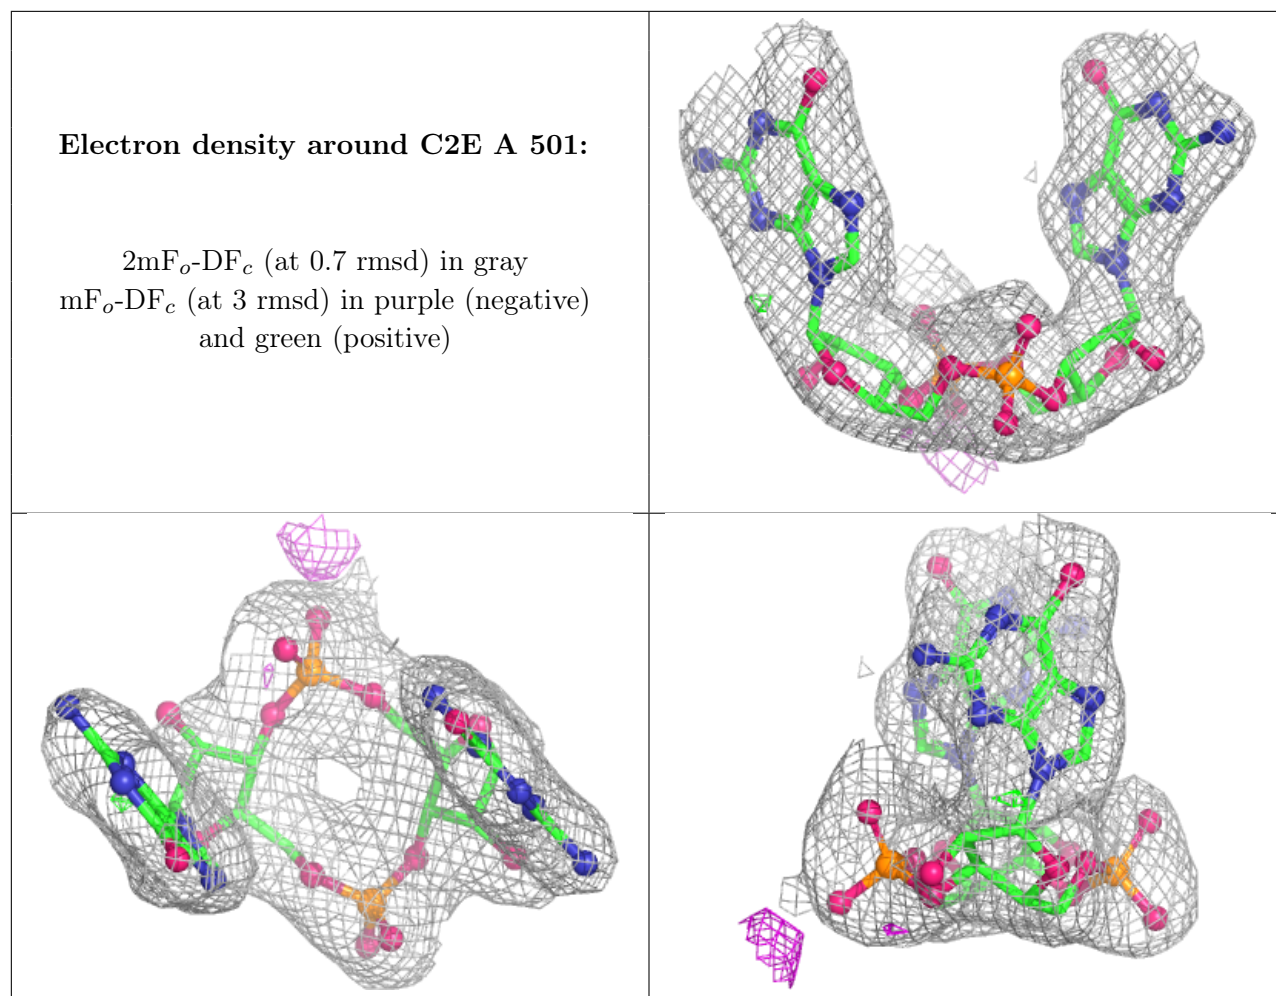 Electron density around C2E A 501:
2mFo-DFc (at 0.7 rmsd) in gray
mFo-DFc (at 3 rmsd) in purple (negative)
and green (positive)